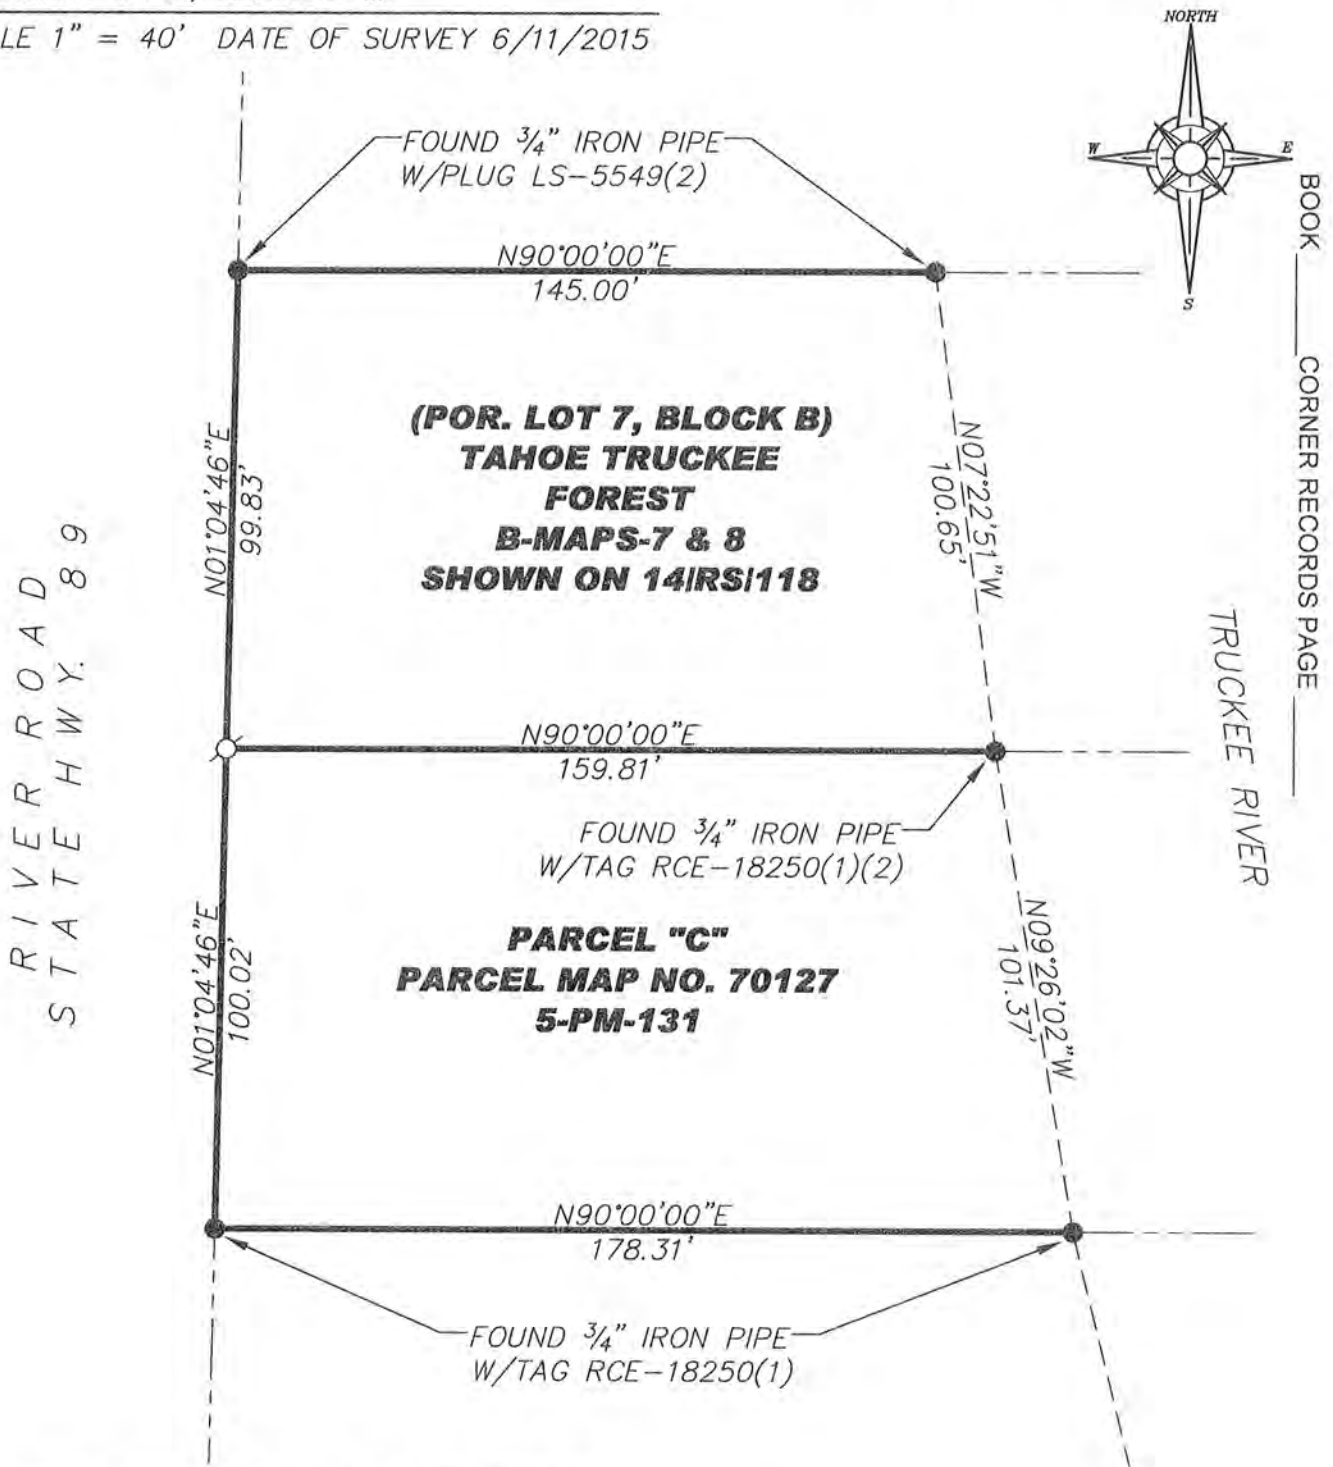 LE 1" = 40' DATE OF SURVEY 6/11/2015
NORTH
W
E
S
FOUND 3/4" IRON PIPE
W/PLUG LS-5549(2)
N90°00'00"E
145.00'
BOOK ______ CORNER RECORDS PAGE ______
N01°04'46"E
99.83'
(POR. LOT 7, BLOCK B)
TAHOE TRUCKEE
FOREST
B-MAPS-7 & 8
SHOWN ON 14/RS/118
N07°22'51"W
100.65'
RIVER ROAD
STATE HWY. 89
TRUCKEE RIVER
N90°00'00"E
159.81'
FOUND 3/4" IRON PIPE
W/TAG RCE-18250(1)(2)
N01°04'46"E
100.02'
PARCEL "C"
PARCEL MAP NO. 70127
5-PM-131
N09°26'02"W
101.37'
N90°00'00"E
178.31'
FOUND 3/4" IRON PIPE
W/TAG RCE-18250(1)